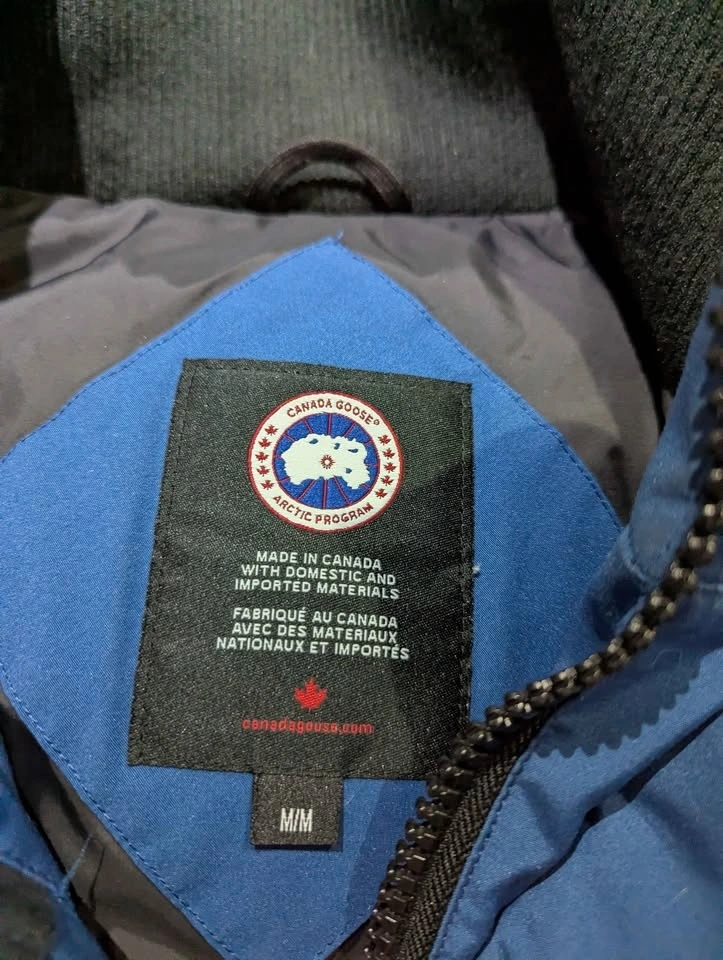 CANADA GOOSE®
ARCTIC PROGRAM
MADE IN CANADA
WITH DOMESTIC AND
IMPORTED MATERIALS
FABRIQUÉ AU CANADA
AVEC DES MATERIAUX
NATIONAUX ET IMPORTÉS
canadagoose.com
M/M